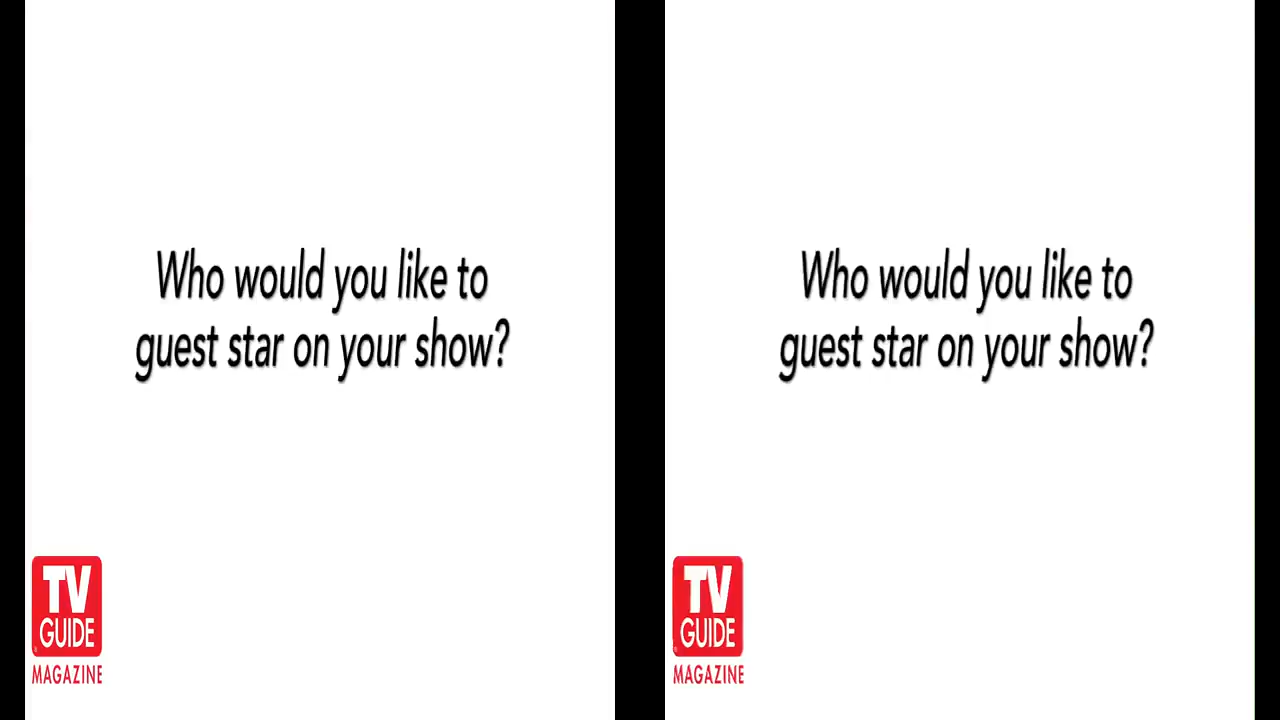 Who would you like to
guest star on your show?
TV
GUIDE
MAGAZINE
Who would you like to
guest star on your show?
TV
GUIDE
MAGAZINE